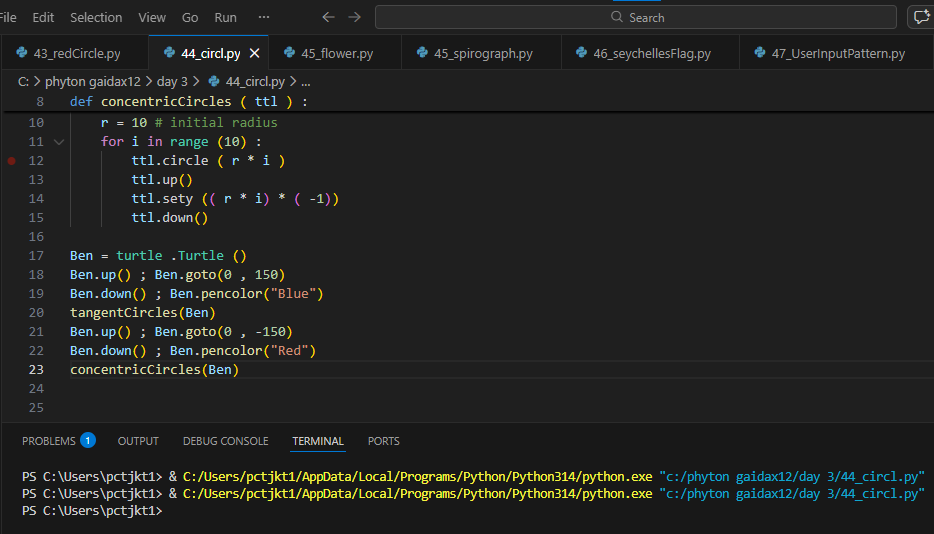 File Edit Selection View Go Run ··· ← → Search
43_redCircle.py 44_circl.py × 45_flower.py 45_spirograph.py 46_seychellesFlag.py 47_UserInputPattern.py
C: > phyton gaidax12 > day 3 > 44_circl.py > ...
8 def concentricCircles ( ttl ) :
10 r = 10 # initial radius
11 for i in range (10) :
12 ttl.circle ( r * i )
13 ttl.up()
14 ttl.sety (( r * i) * ( -1))
15 ttl.down()
16
17 Ben = turtle .Turtle ()
18 Ben.up() ; Ben.goto(0 , 150)
19 Ben.down() ; Ben.pencolor("Blue")
20 tangentCircles(Ben)
21 Ben.up() ; Ben.goto(0 , -150)
22 Ben.down() ; Ben.pencolor("Red")
23 concentricCircles(Ben)
24
25
PROBLEMS 1 OUTPUT DEBUG CONSOLE TERMINAL PORTS
PS C:\Users\pctjkt1> & C:/Users/pctjkt1/AppData/Local/Programs/Python/Python314/python.exe "c:/phyton gaidax12/day 3/44_circl.py"
PS C:\Users\pctjkt1> & C:/Users/pctjkt1/AppData/Local/Programs/Python/Python314/python.exe "c:/phyton gaidax12/day 3/44_circl.py"
PS C:\Users\pctjkt1>